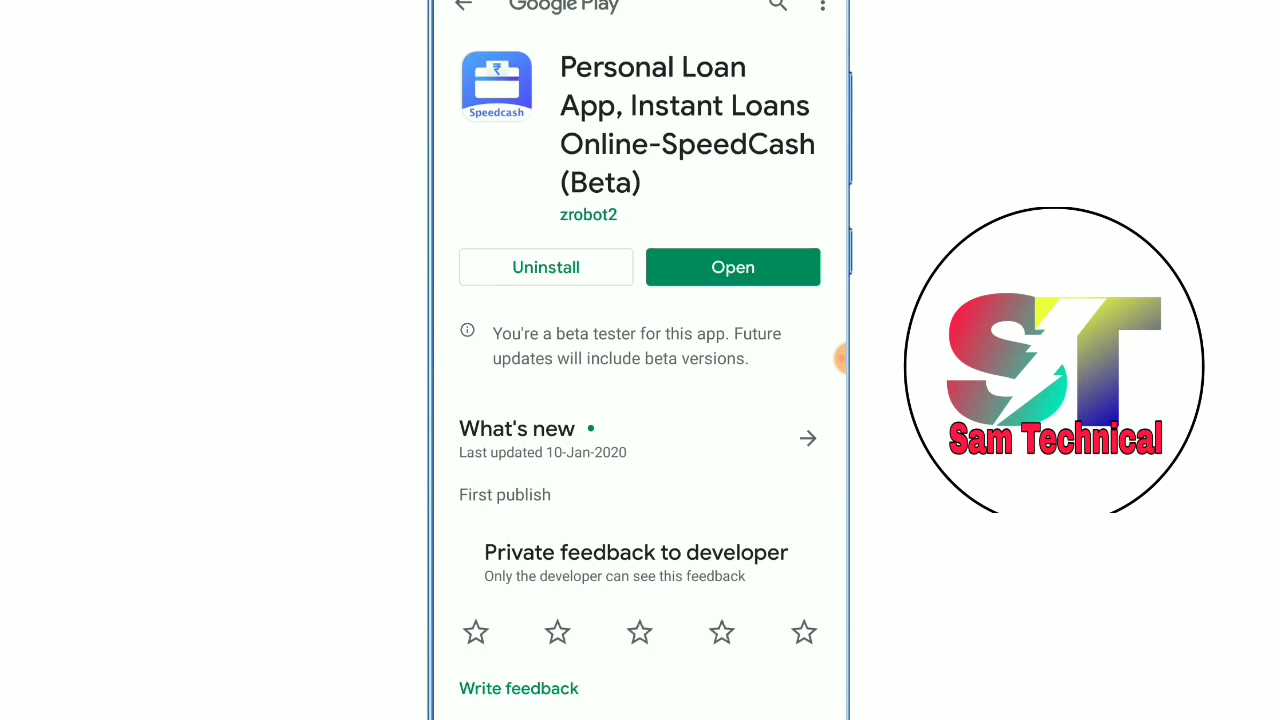 Google Play
₹
Speedcash
Personal Loan
App, Instant Loans
Online-SpeedCash
(Beta)
zrobot2
Uninstall
Open
You're a beta tester for this app. Future
updates will include beta versions.
What's new
Last updated 10-Jan-2020
First publish
Private feedback to developer
Only the developer can see this feedback
Write feedback
ST
Sam Technical